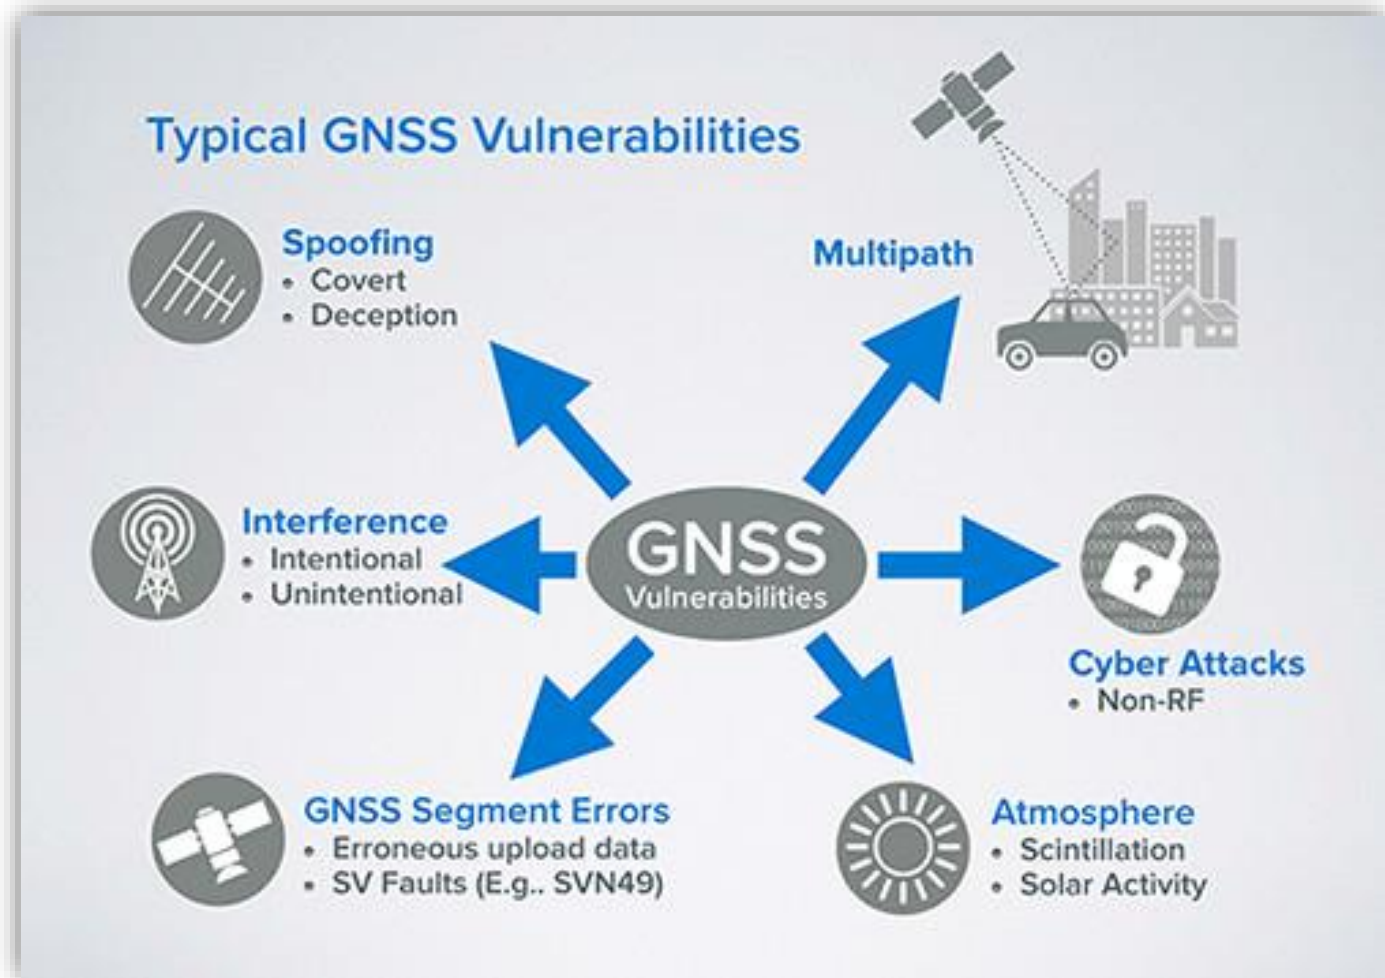 Typical GNSS Vulnerabilities
Spoofing
• Covert
• Deception
Multipath
Interference
• Intentional
• Unintentional
GNSS
Vulnerabilities
Cyber Attacks
• Non-RF
GNSS Segment Errors
• Erroneous upload data
• SV Faults (E.g.. SVN49)
Atmosphere
• Scintillation
• Solar Activity